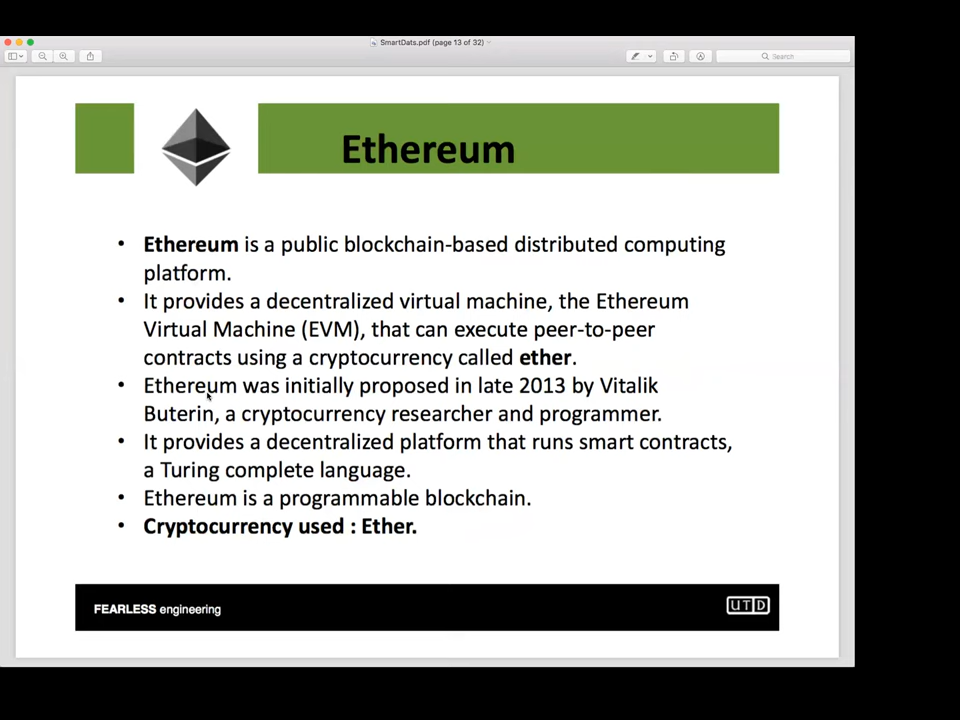 SmartDats.pdf (page 13 of 32)
Search
Ethereum
• Ethereum is a public blockchain-based distributed computing
platform.
• It provides a decentralized virtual machine, the Ethereum
Virtual Machine (EVM), that can execute peer-to-peer
contracts using a cryptocurrency called ether.
• Ethereum was initially proposed in late 2013 by Vitalik
Buterin, a cryptocurrency researcher and programmer.
• It provides a decentralized platform that runs smart contracts,
a Turing complete language.
• Ethereum is a programmable blockchain.
• Cryptocurrency used : Ether.
FEARLESS engineering
UTD